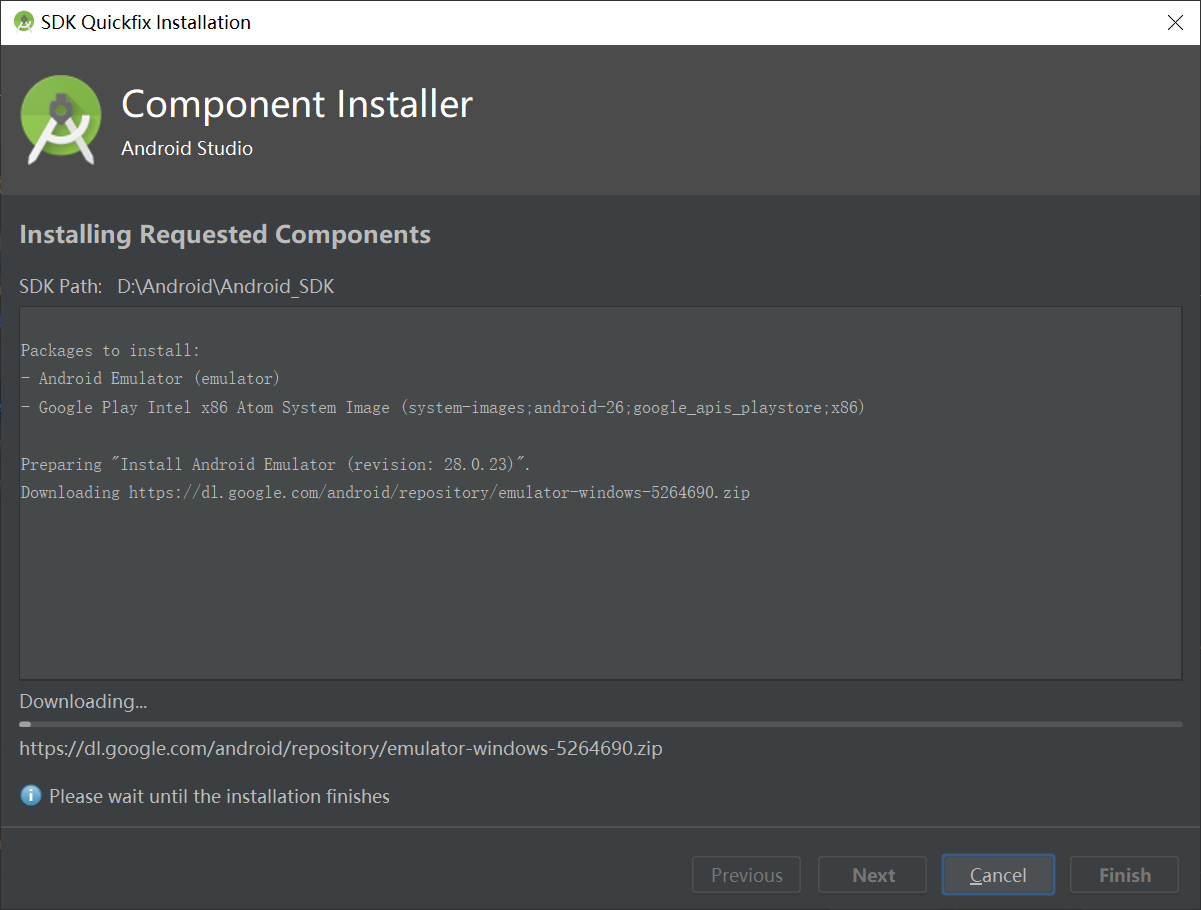 SDK Quickfix Installation
Component Installer
Android Studio
Installing Requested Components
SDK Path: D:\Android\Android_SDK
Packages to install:
- Android Emulator (emulator)
- Google Play Intel x86 Atom System Image (system-images;android-26;google_apis_playstore;x86)
Preparing "Install Android Emulator (revision: 28.0.23)".
Downloading https://dl.google.com/android/repository/emulator-windows-5264690.zip
Downloading...
https://dl.google.com/android/repository/emulator-windows-5264690.zip
Please wait until the installation finishes
Previous Next Cancel Finish